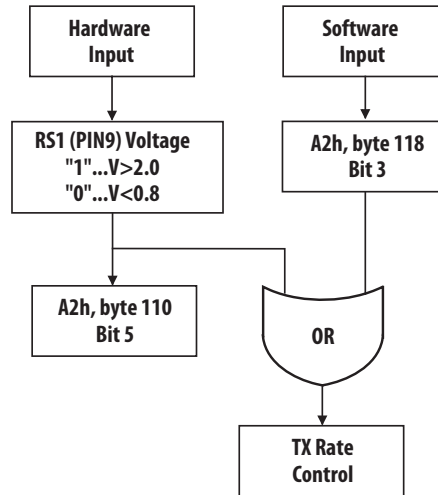 Hardware
Input
Software
Input
RS1 (PIN9) Voltage
"1"...V>2.0
"0"...V<0.8
A2h, byte 118
Bit 3
A2h, byte 110
Bit 5
OR
TX Rate
Control